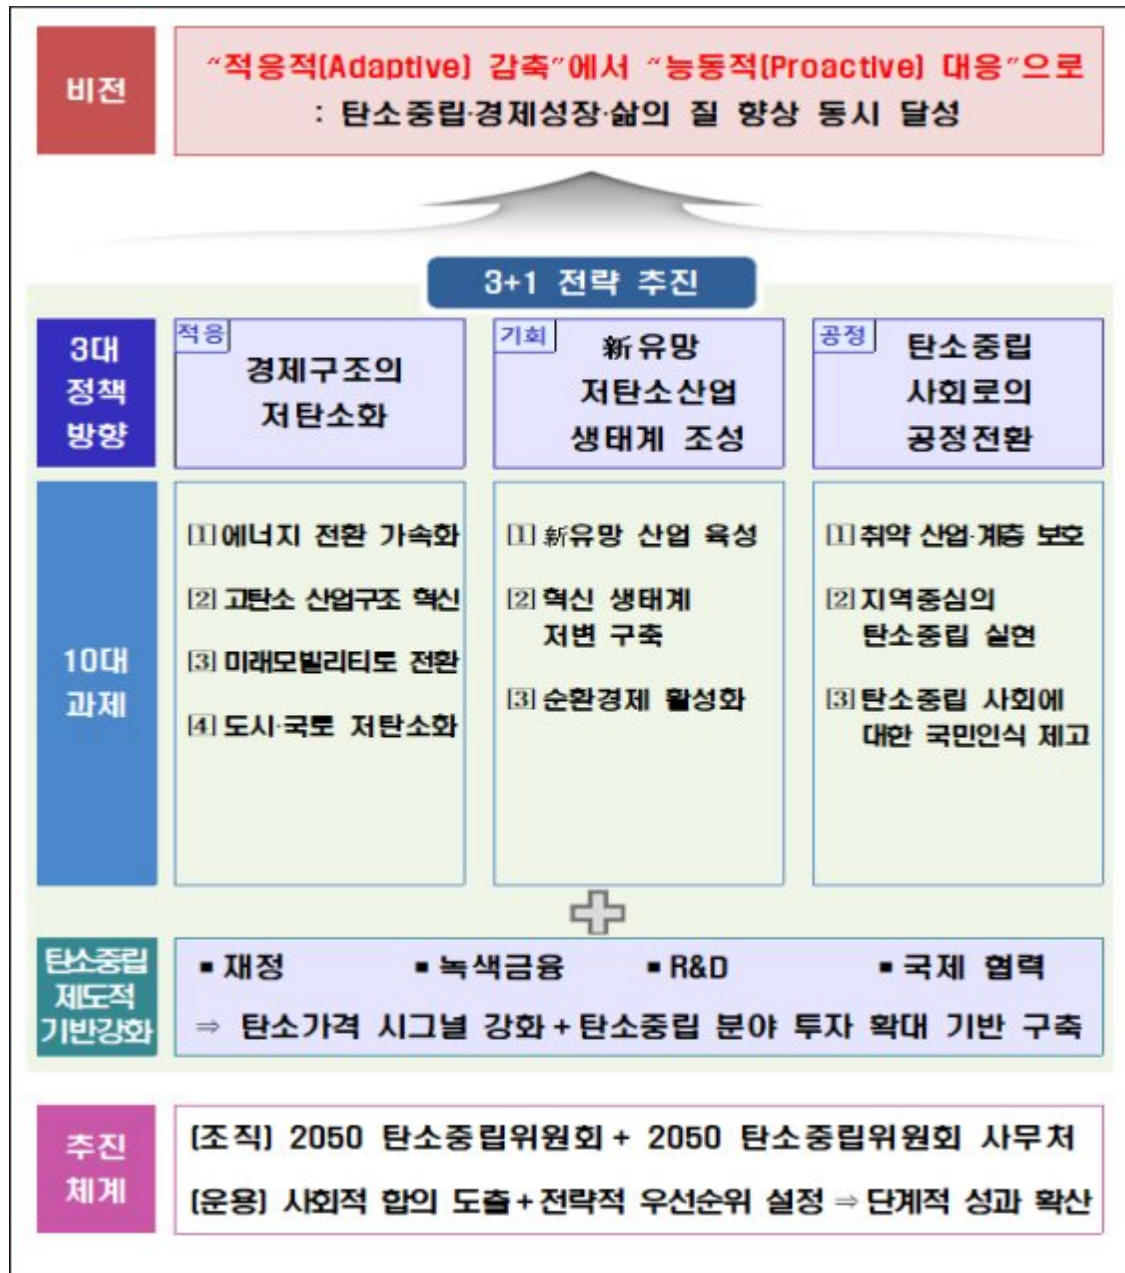 비전
“적응적(Adaptive) 감축”에서 “능동적(Proactive) 대응”으로
: 탄소중립·경제성장·삶의 질 향상 동시 달성
3+1 전략 추진
3대
정책
방향
적응
경제구조의
저탄소화
기회
新유망
저탄소산업
생태계 조성
공정
탄소중립
사회로의
공정전환
10대
과제
[1] 에너지 전환 가속화
[2] 고탄소 산업구조 혁신
[3] 미래모빌리티로 전환
[4] 도시·국토 저탄소화
[1] 新유망 산업 육성
[2] 혁신 생태계
저변 구축
[3] 순환경제 활성화
[1] 취약 산업·계층 보호
[2] 지역중심의
탄소중립 실현
[3] 탄소중립 사회에
대한 국민인식 제고
탄소중립
제도적
기반강화
▪ 재정 ▪ 녹색금융 ▪ R&D ▪ 국제 협력
⇒ 탄소가격 시그널 강화 + 탄소중립 분야 투자 확대 기반 구축
추진
체계
(조직) 2050 탄소중립위원회 + 2050 탄소중립위원회 사무처
(운용) 사회적 합의 도출 + 전략적 우선순위 설정 ⇒ 단계적 성과 확산